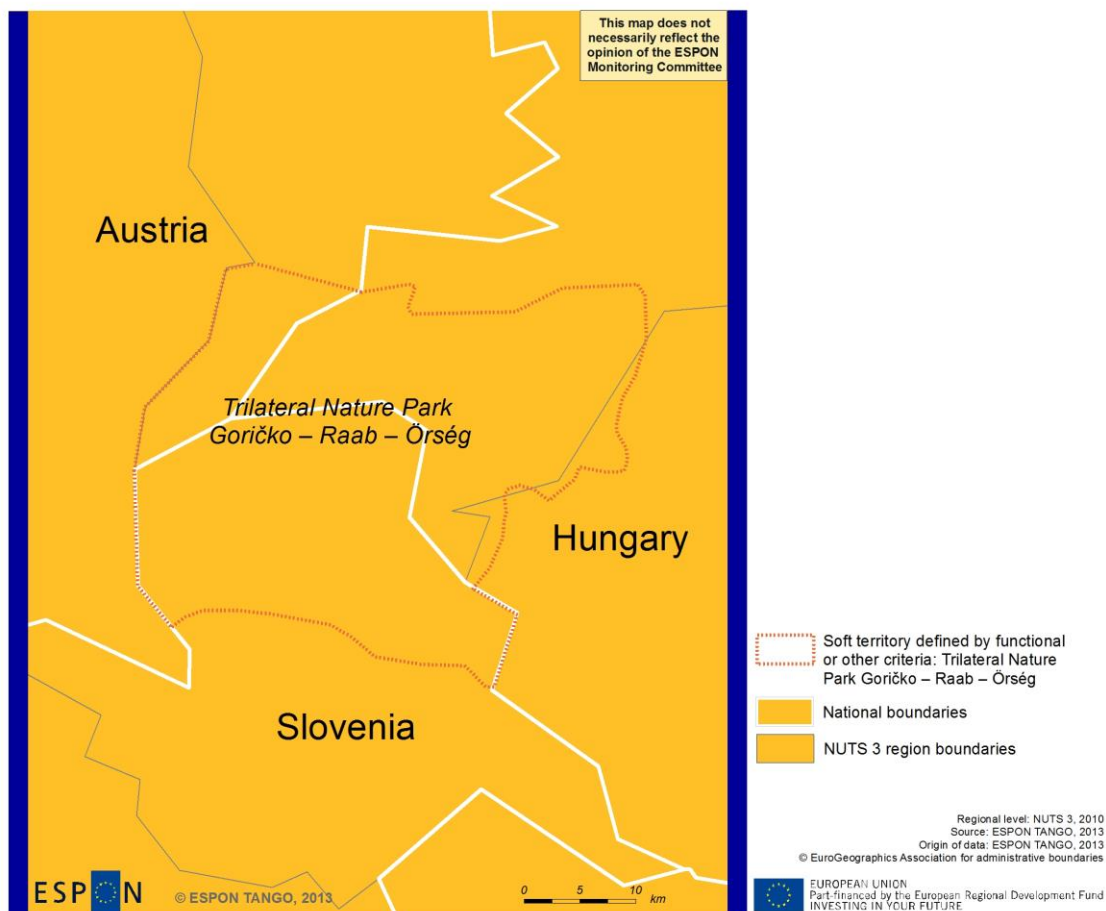 This map does not
necessarily reflect the
opinion of the ESPON
Monitoring Committee
Austria
Trilateral Nature Park
Goričko – Raab – Örség
Hungary
Slovenia
Soft territory defined by functional
or other criteria: Trilateral Nature
Park Goričko – Raab – Örség
National boundaries
NUTS 3 region boundaries
Regional level: NUTS 3, 2010
Source: ESPON TANGO, 2013
Origin of data: ESPON TANGO, 2013
© EuroGeographics Association for administrative boundaries
ESPON
© ESPON TANGO, 2013
0 5 10
km
EUROPEAN UNION
Part-financed by the European Regional Development Fund
INVESTING IN YOUR FUTURE